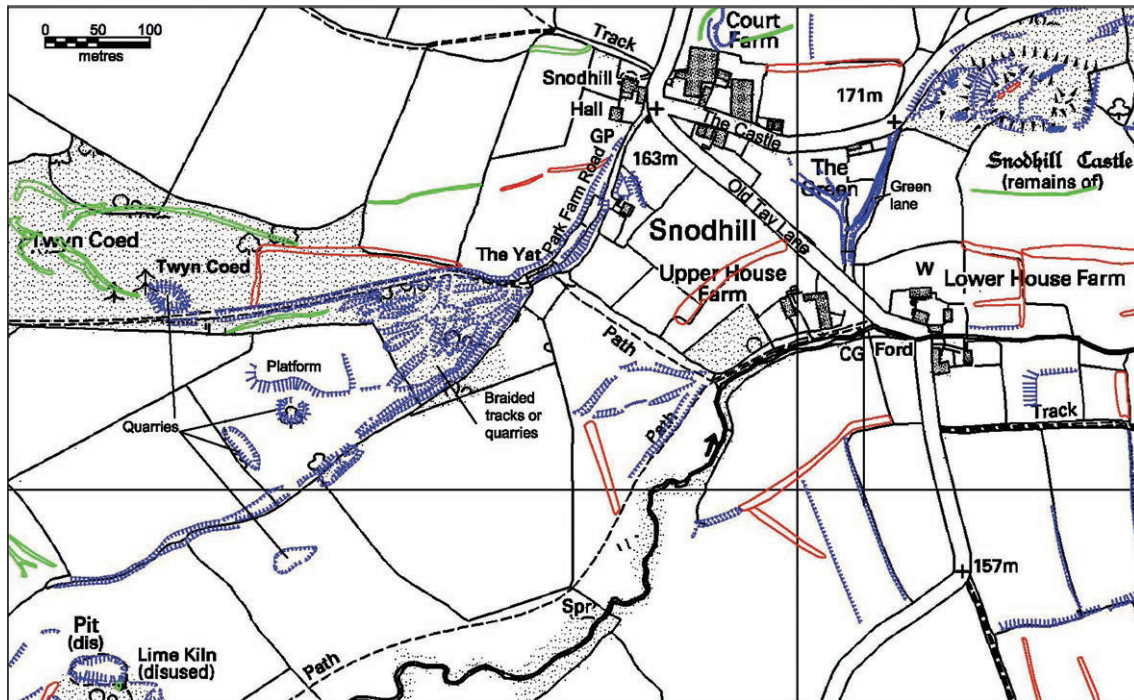 0 100
metres
Track
Court
Farm
Snodhill
Hall
GP
163m
The Castle
171m
Snodhill Castle
(remains of)
The
Green
Green
lane
Park Farm Road
Old Tay Lane
Snodhill
Twyn Coed
Twyn Coed
The Yat
Upper House
Farm
W
Lower House Farm
Path
CG
Ford
Platform
Quarries
Braided
tracks or
quarries
Path
Track
157m
Spr
Path
Pit
(dis)
Lime Kiln
(disused)